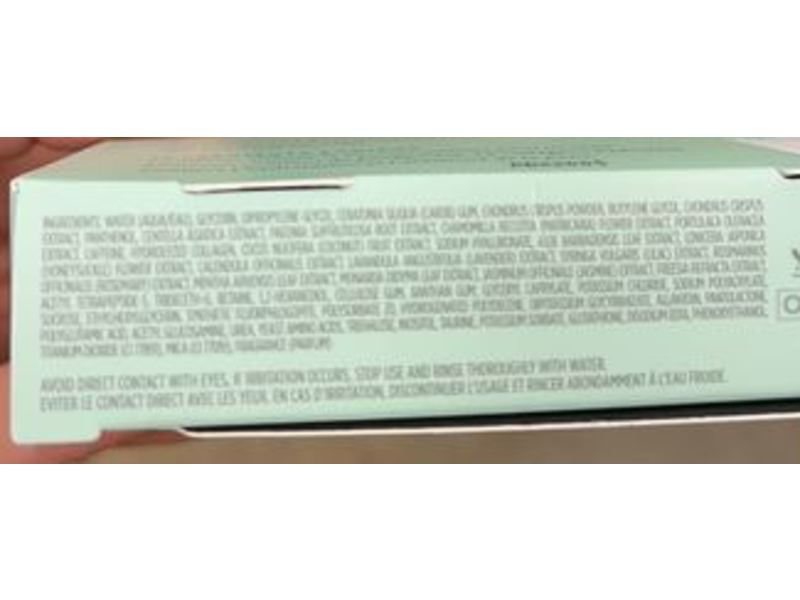 INGREDIENTS: WATER (AQUA/EAU), GLYCERIN, DIPROPYLENE GLYCOL, CERATONIA SILIQUA (CAROB) GUM, CHONDRUS CRISPUS POWDER, BUTYLENE GLYCOL, CHONDRUS CRISPUS
EXTRACT, PANTHENOL, CENTELLA ASIATICA EXTRACT, PAEONIA SUFFRUTICOSA ROOT EXTRACT, CHAMOMILLA RECUTITA (MATRICARIA) FLOWER EXTRACT, PORTULACA OLERACEA
EXTRACT, CAFFEINE, HYDROLYZED COLLAGEN, COCOS NUCIFERA (COCONUT) FRUIT EXTRACT, SODIUM HYALURONATE, ALOE BARBADENSIS LEAF EXTRACT, LONICERA JAPONICA
(HONEYSUCKLE) FLOWER EXTRACT, CALENDULA OFFICINALIS EXTRACT, LAVANDULA ANGUSTIFOLIA (LAVENDER) EXTRACT, SYRINGA VULGARIS (LILAC) EXTRACT, ROSMARINUS
OFFICINALIS (ROSEMARY) EXTRACT, MENTHA ARVENSIS LEAF EXTRACT, MONARDA DIDYMA LEAF EXTRACT, JASMINUM OFFICINALE (JASMINE) EXTRACT, FREESIA REFRACTA EXTRACT,
ACETYL TETRAPEPTIDE-5, TRIDECETH-6, BETAINE, 1,2-HEXANEDIOL, CELLULOSE GUM, XANTHAN GUM, GLYCERYL CAPRYLATE, POTASSIUM CHLORIDE, SODIUM POLYACRYLATE,
SUCROSE, ETHYLHEXYLGLYCERIN, SYNTHETIC FLUORPHLOGOPITE, POLYSORBATE 20, HYDROGENATED POLYDECENE, DIPOTASSIUM GLYCYRRHIZATE, ALLANTOIN, PANTOLACTONE,
POLYGLUTAMIC ACID, ACETYL GLUCOSAMINE, UREA, YEAST AMINO ACIDS, TREHALOSE, INOSITOL, TAURINE, POTASSIUM SORBATE, GLUTATHIONE, DISODIUM EDTA, PHENOXYETHANOL,
TITANIUM DIOXIDE (CI 77891), MICA (CI 77019), FRAGRANCE (PARFUM)
AVOID DIRECT CONTACT WITH EYES, IF IRRITATION OCCURS, STOP USE AND RINSE THOROUGHLY WITH WATER.
EVITER LE CONTACT DIRECT AVEC LES YEUX. EN CAS D'IRRITATION, DISCONTINUER L'USAGE ET RINCER ABONDAMMENT À L'EAU FROIDE.